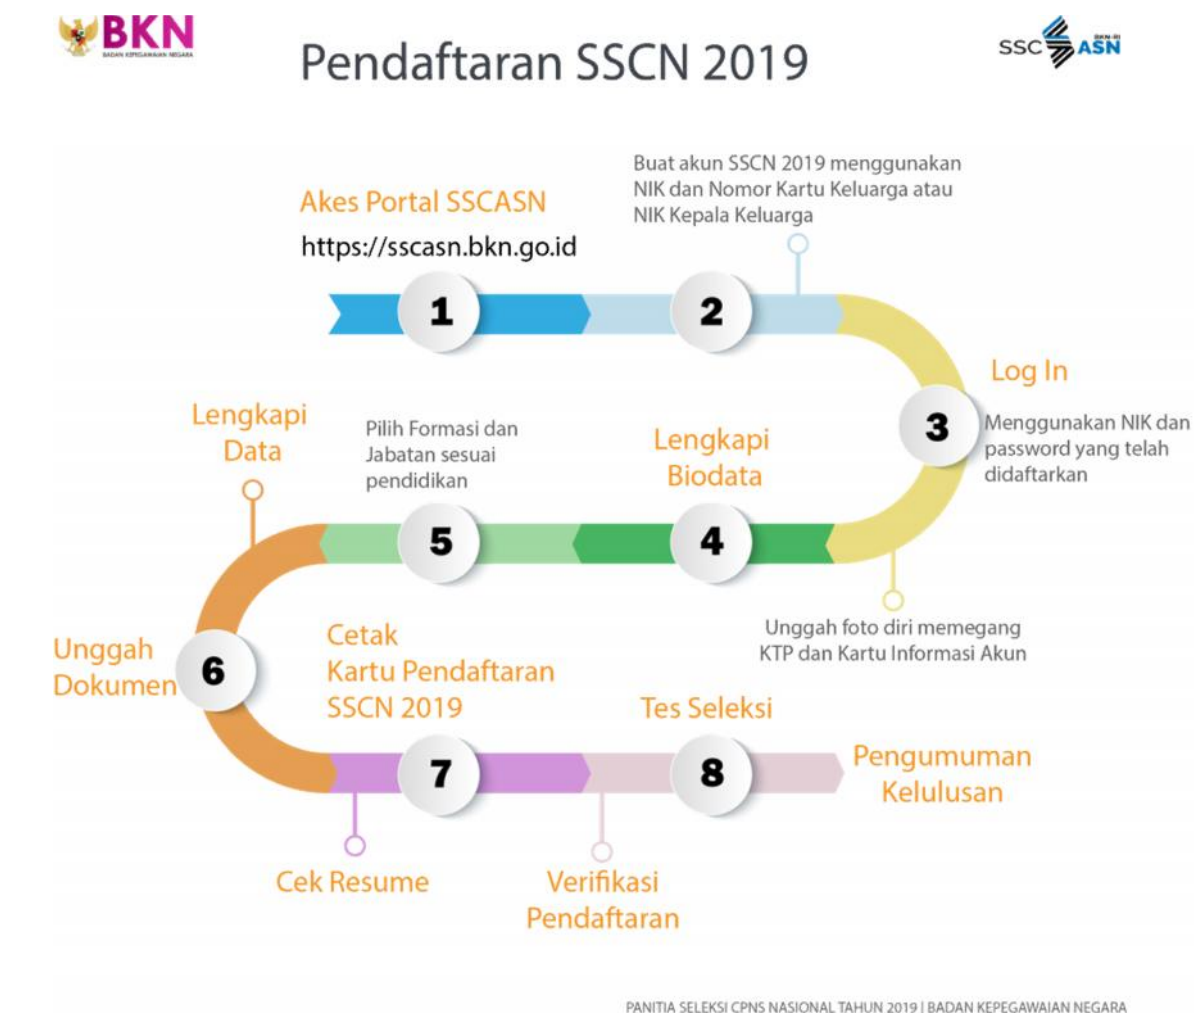 BKN
BADAN KEPEGAWAIAN NEGARA
Pendaftaran SSCN 2019
SSC ASN
BKN-RI
Akes Portal SSCASN
https://sscasn.bkn.go.id
1
Buat akun SSCN 2019 menggunakan
NIK dan Nomor Kartu Keluarga atau
NIK Kepala Keluarga
2
Log In
3
Menggunakan NIK dan
password yang telah
didaftarkan
Unggah foto diri memegang
KTP dan Kartu Informasi Akun
Lengkapi
Biodata
4
Pilih Formasi dan
Jabatan sesuai
pendidikan
5
Lengkapi
Data
Unggah
Dokumen
6
Cetak
Kartu Pendaftaran
SSCN 2019
7
Cek Resume
Verifikasi
Pendaftaran
Tes Seleksi
8
Pengumuman
Kelulusan
PANITIA SELEKSI CPNS NASIONAL TAHUN 2019 | BADAN KEPEGAWAIAN NEGARA